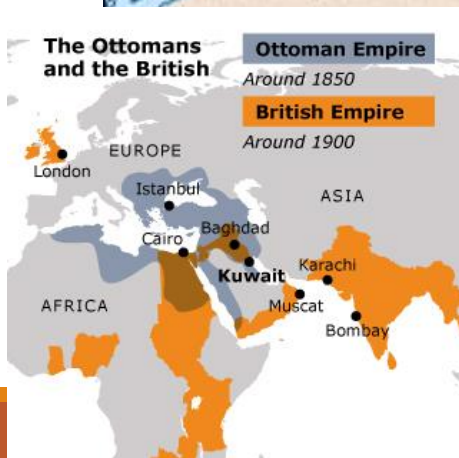 The Ottomans
and the British
Ottoman Empire
Around 1850
British Empire
Around 1900
EUROPE
London
Istanbul
ASIA
Cairo
Baghdad
Kuwait
Karachi
AFRICA
Muscat
Bombay